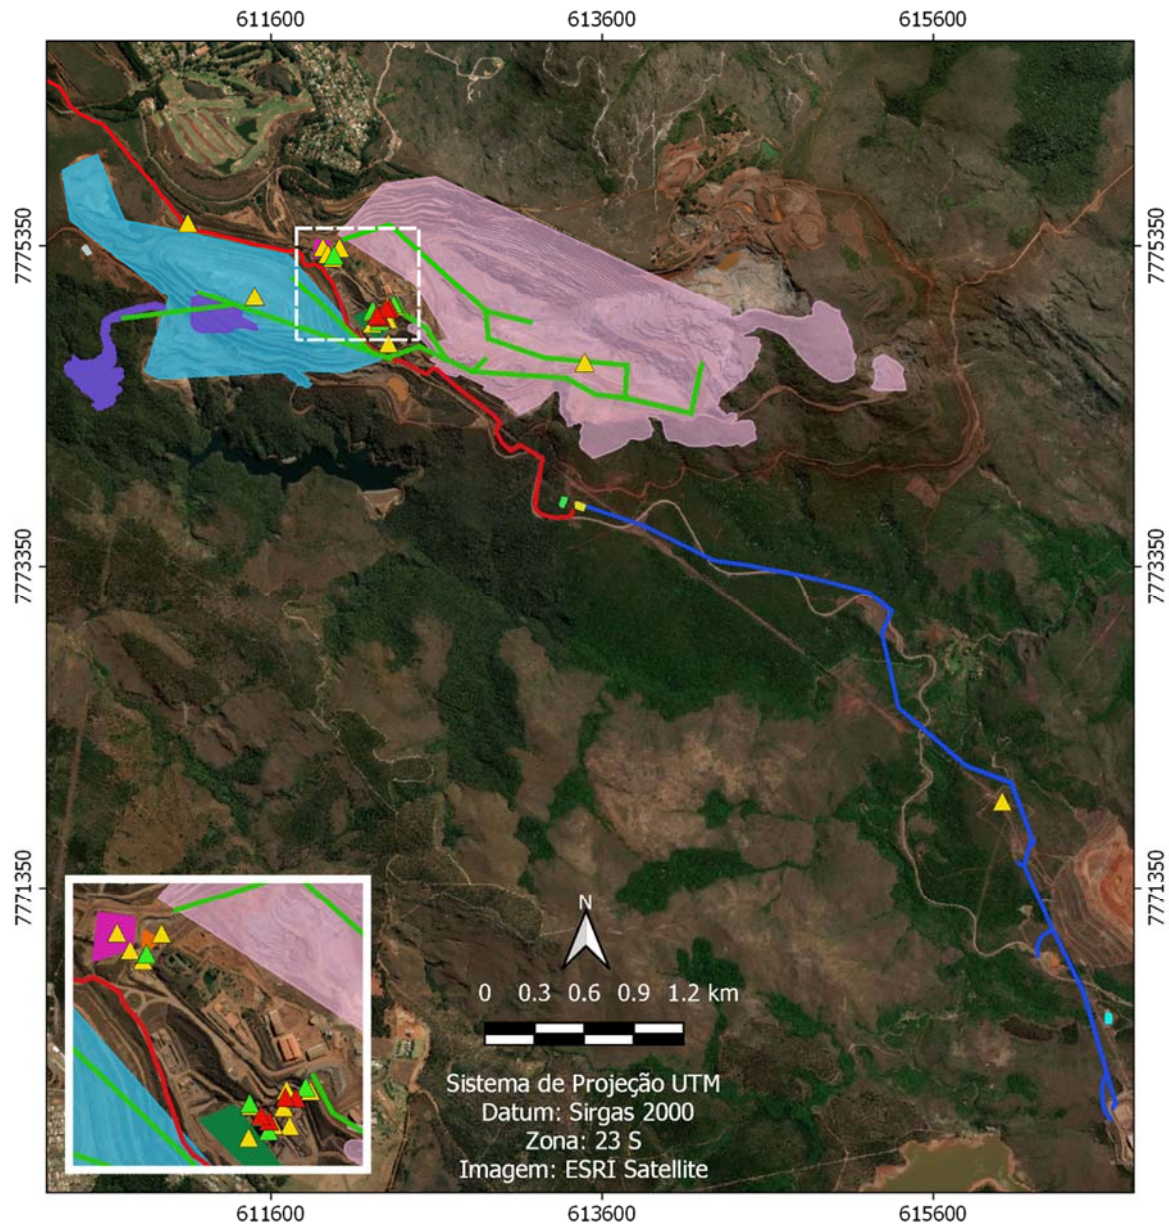 611600 613600 615600
7775350 7775350
7773350 7773350
7771350 7771350
N
0 0.3 0.6 0.9 1.2 km
Sistema de Projeção UTM
Datum: Sirgas 2000
Zona: 23 S
Imagem: ESRI Satellite
611600 613600 615600